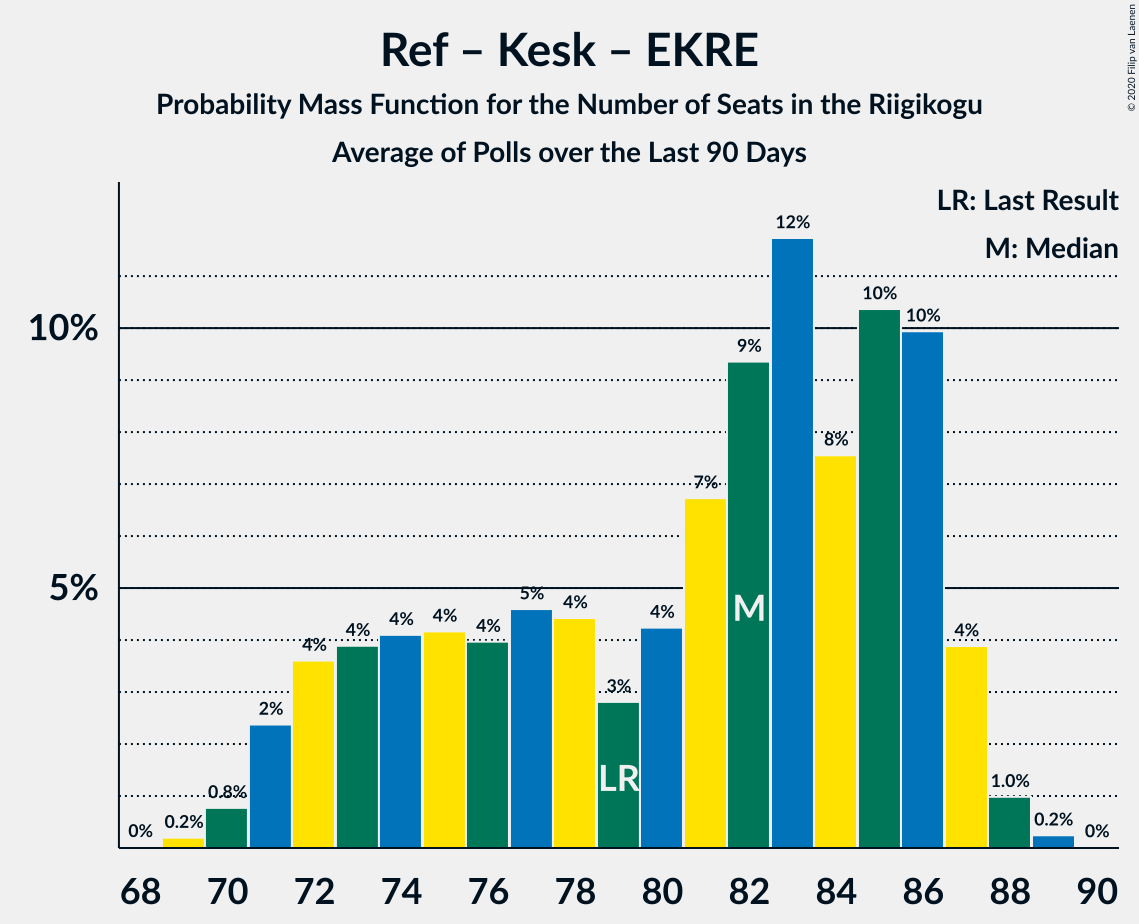 Ref – Kesk – EKRE
Probability Mass Function for the Number of Seats in the Riigikogu
Average of Polls over the Last 90 Days
© 2020 Filip van Laenen
LR: Last Result
M: Median
10%
5%
0%
0.2%
0.8%
2%
4%
4%
4%
4%
4%
5%
4%
3%
4%
7%
9%
12%
8%
10%
10%
4%
1.0%
0.2%
0%
LR
M
68 70 72 74 76 78 80 82 84 86 88 90